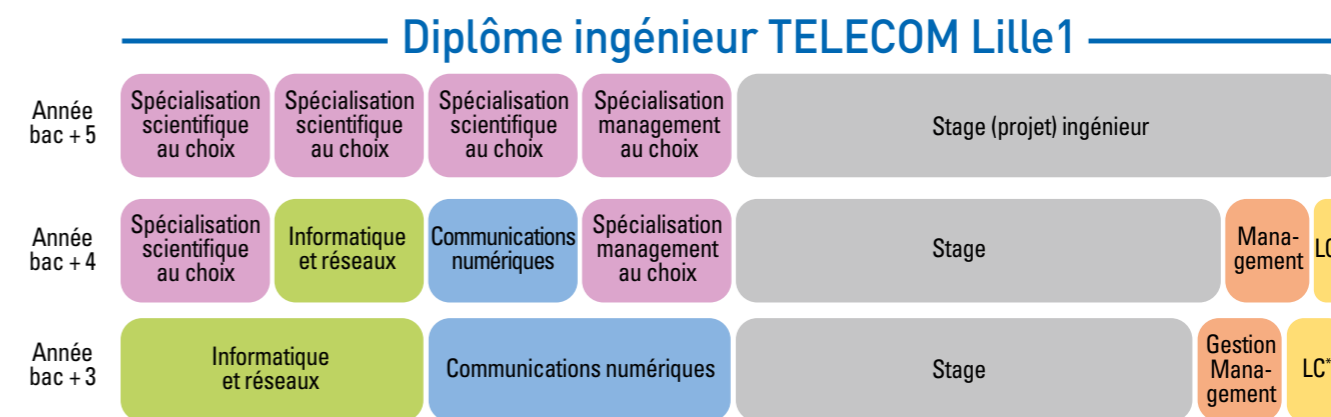 Diplôme ingénieur TELECOM Lille1
Année
bac + 5
Spécialisation
scientifique
au choix
Spécialisation
scientifique
au choix
Spécialisation
scientifique
au choix
Spécialisation
management
au choix
Stage (projet) ingénieur
Année
bac + 4
Spécialisation
scientifique
au choix
Informatique
et réseaux
Communications
numériques
Spécialisation
management
au choix
Stage
Mana-
gement
Année
bac + 3
Informatique
et réseaux
Communications numériques
Stage
Gestion
Mana-
gement
LC*